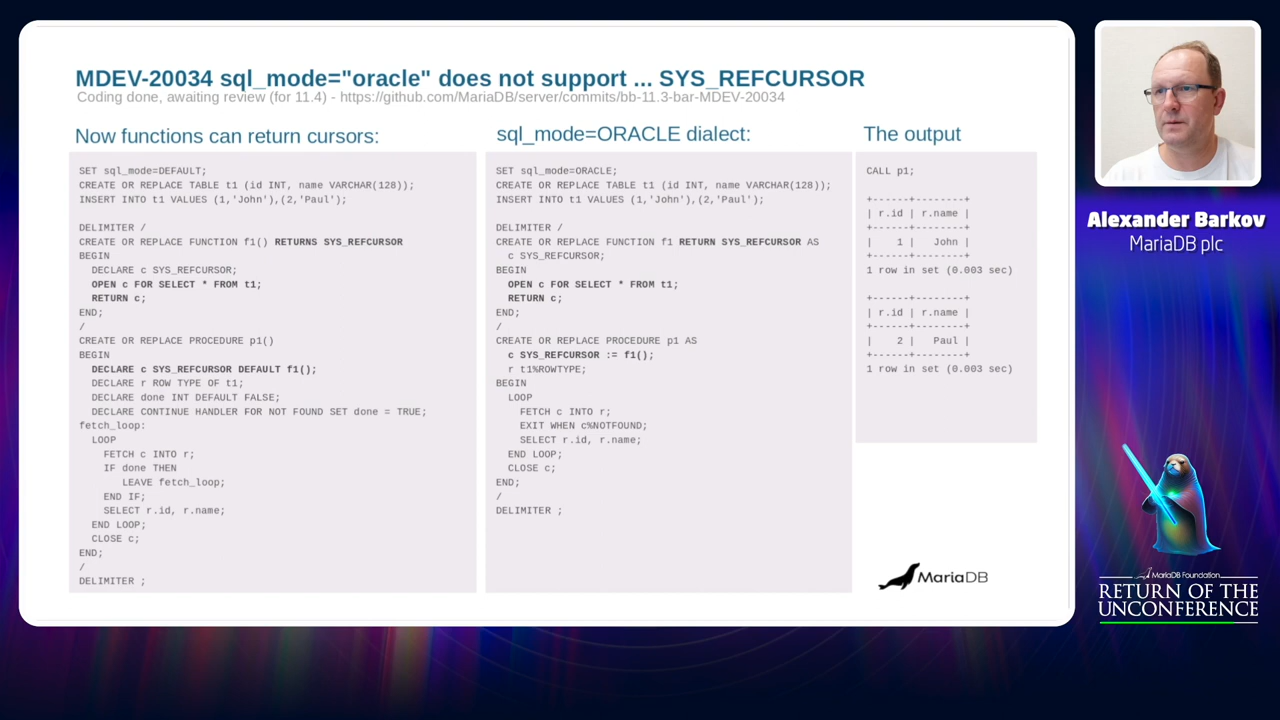 MDEV-20034 sql_mode="oracle" does not support ... SYS_REFCURSOR
Coding done, awaiting review (for 11.4) - https://github.com/MariaDB/server/commits/bb-11.3-bar-MDEV-20034
Now functions can return cursors:
SET sql_mode=DEFAULT;
CREATE OR REPLACE TABLE t1 (id INT, name VARCHAR(128));
INSERT INTO t1 VALUES (1,'John'),(2,'Paul');
DELIMITER /
CREATE OR REPLACE FUNCTION f1() RETURNS SYS_REFCURSOR
BEGIN
DECLARE c SYS_REFCURSOR;
OPEN c FOR SELECT * FROM t1;
RETURN c;
END;
/
CREATE OR REPLACE PROCEDURE p1()
BEGIN
DECLARE c SYS_REFCURSOR DEFAULT f1();
DECLARE r ROW TYPE OF t1;
DECLARE done INT DEFAULT FALSE;
DECLARE CONTINUE HANDLER FOR NOT FOUND SET done = TRUE;
fetch_loop:
LOOP
FETCH c INTO r;
IF done THEN
LEAVE fetch_loop;
END IF;
SELECT r.id, r.name;
END LOOP;
CLOSE c;
END;
/
DELIMITER ;
sql_mode=ORACLE dialect:
SET sql_mode=ORACLE;
CREATE OR REPLACE TABLE t1 (id INT, name VARCHAR(128));
INSERT INTO t1 VALUES (1,'John'),(2,'Paul');
DELIMITER /
CREATE OR REPLACE FUNCTION f1 RETURN SYS_REFCURSOR AS
c SYS_REFCURSOR;
BEGIN
OPEN c FOR SELECT * FROM t1;
RETURN c;
END;
/
CREATE OR REPLACE PROCEDURE p1 AS
c SYS_REFCURSOR := f1();
r t1%ROWTYPE;
BEGIN
LOOP
FETCH c INTO r;
EXIT WHEN c%NOTFOUND;
SELECT r.id, r.name;
END LOOP;
CLOSE c;
END;
/
DELIMITER ;
The output
CALL p1;
+------+--------+
| r.id | r.name |
+------+--------+
|    1 |   John |
+------+--------+
1 row in set (0.003 sec)
+------+--------+
| r.id | r.name |
+------+--------+
|    2 |   Paul |
+------+--------+
1 row in set (0.003 sec)
MariaDB
Alexander Barkov
MariaDB plc
MariaDB Foundation
RETURN OF THE
UNCONFERENCE